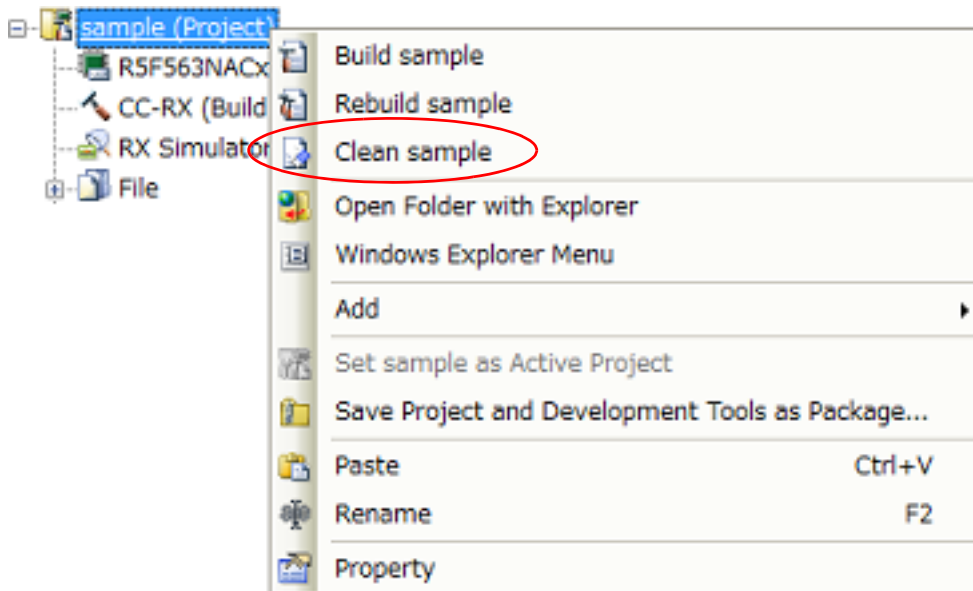 sample (Project)
R5F563NACx
CC-RX (Build
RX Simulator
File
Build sample
Rebuild sample
Clean sample
Open Folder with Explorer
Windows Explorer Menu
Add
Set sample as Active Project
Save Project and Development Tools as Package...
Paste Ctrl+V
Rename F2
Property